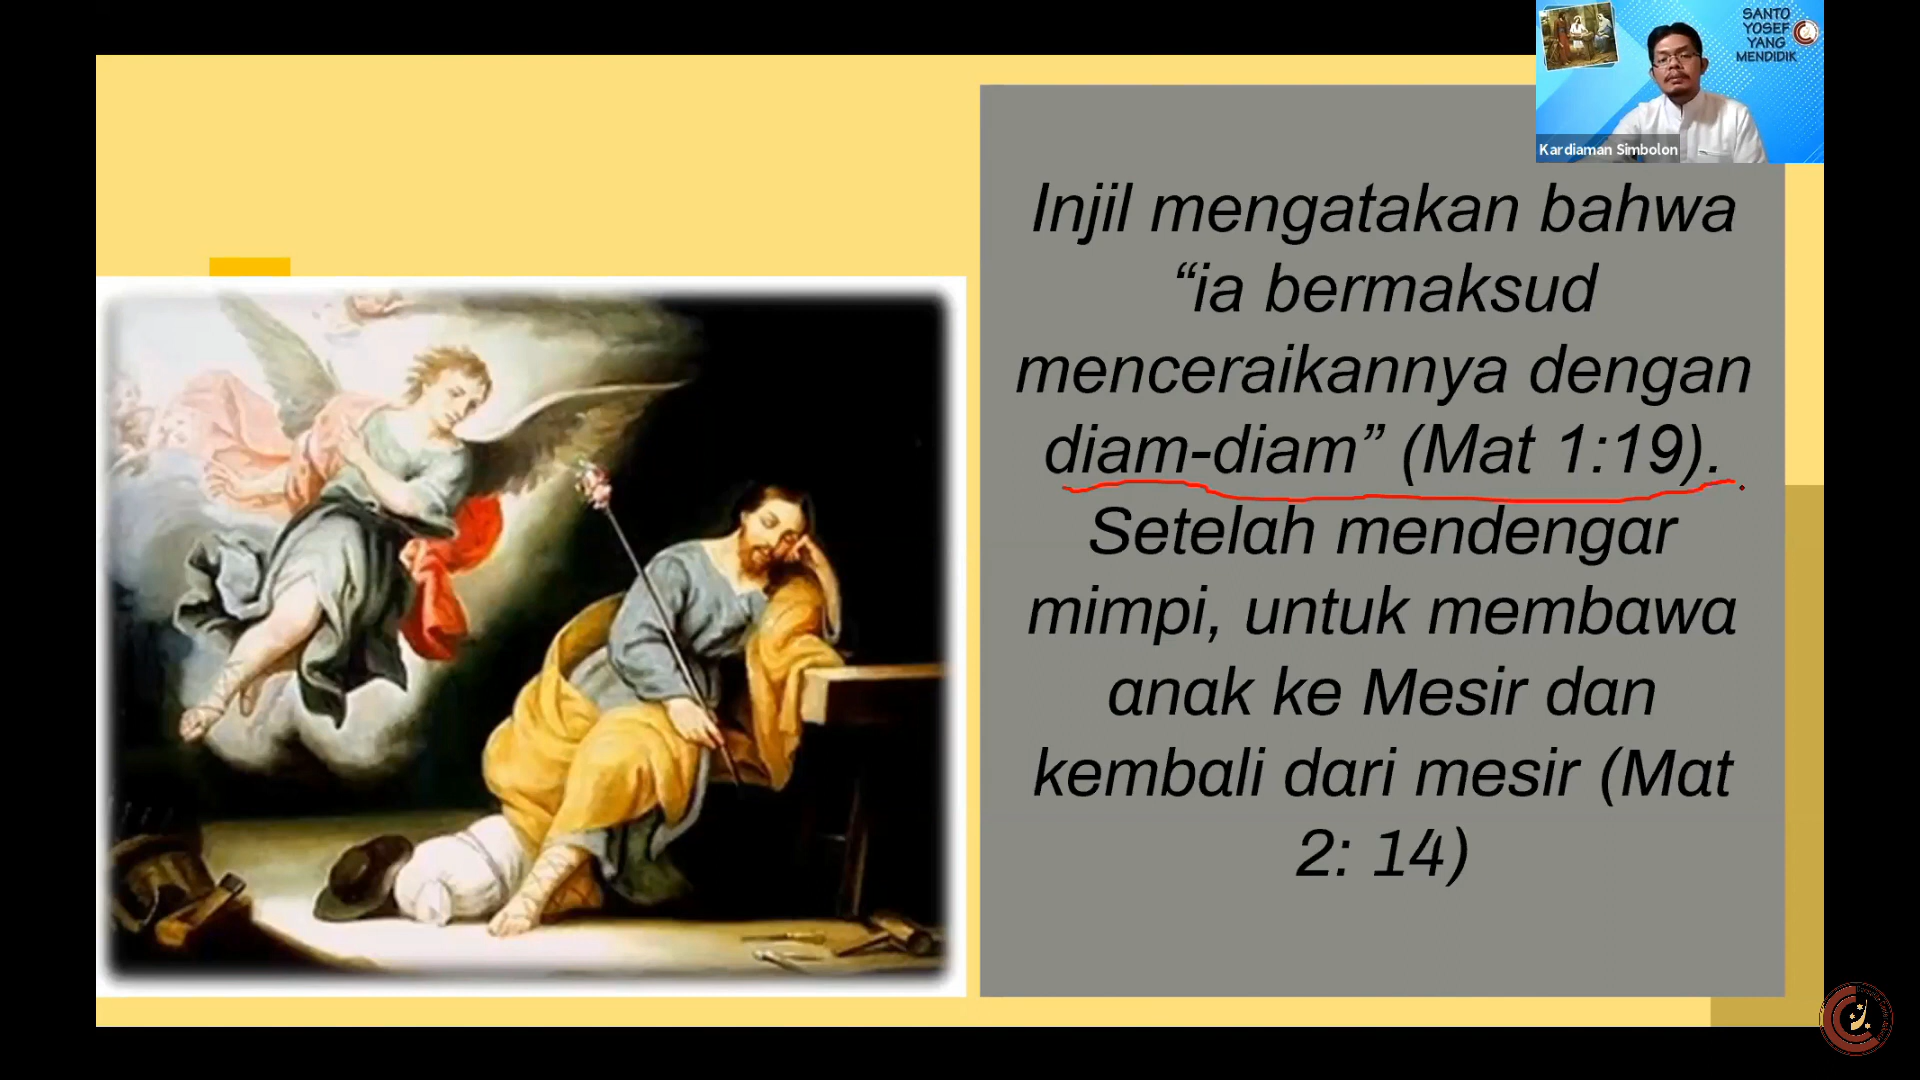 SANTO
YOSEF
YANG
MENDIDIK
Kardiaman Simbolon
Injil mengatakan bahwa
“ia bermaksud
menceraikannya dengan
diam-diam” (Mat 1:19).
Setelah mendengar
mimpi, untuk membawa
anak ke Mesir dan
kembali dari mesir (Mat
2: 14)